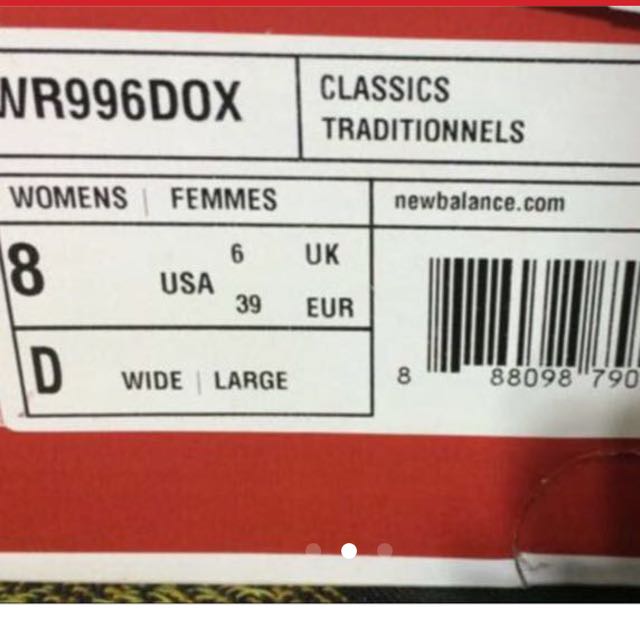 WR996DOX
CLASSICS
TRADITIONNELS
WOMENS | FEMMES
newbalance.com
8 USA 6 UK
39 EUR
D WIDE | LARGE
8 88098 790